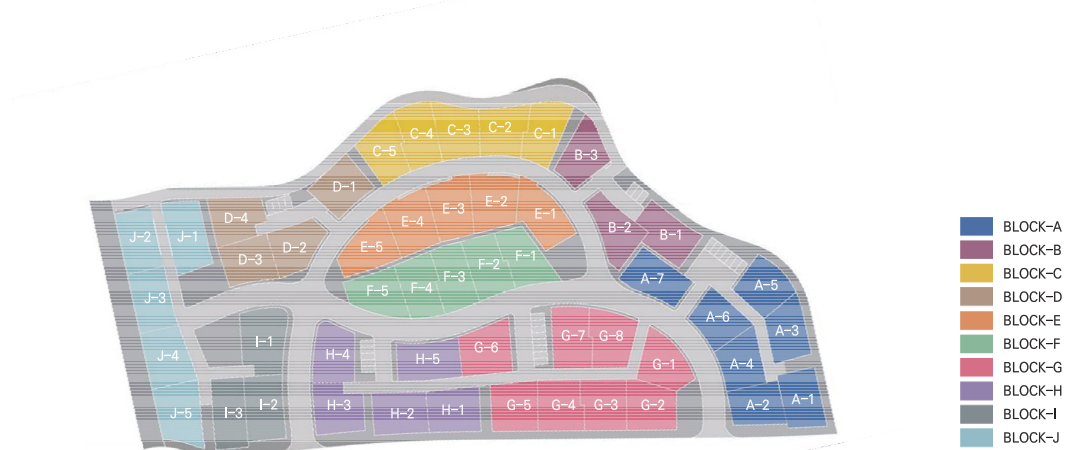 C-4
C-3
C-2
C-1
C-5
B-3
D-1
E-3
E-2
E-1
E-4
E-5
D-4
D-2
D-3
J-2
J-1
B-2
B-1
F-1
F-2
F-3
F-4
F-5
A-7
A-5
J-3
A-6
A-3
I-1
H-4
H-5
G-6
G-7
G-8
G-1
A-4
J-4
J-5
I-3
I-2
H-3
H-2
H-1
G-5
G-4
G-3
G-2
A-2
A-1
BLOCK-A
BLOCK-B
BLOCK-C
BLOCK-D
BLOCK-E
BLOCK-F
BLOCK-G
BLOCK-H
BLOCK-I
BLOCK-J